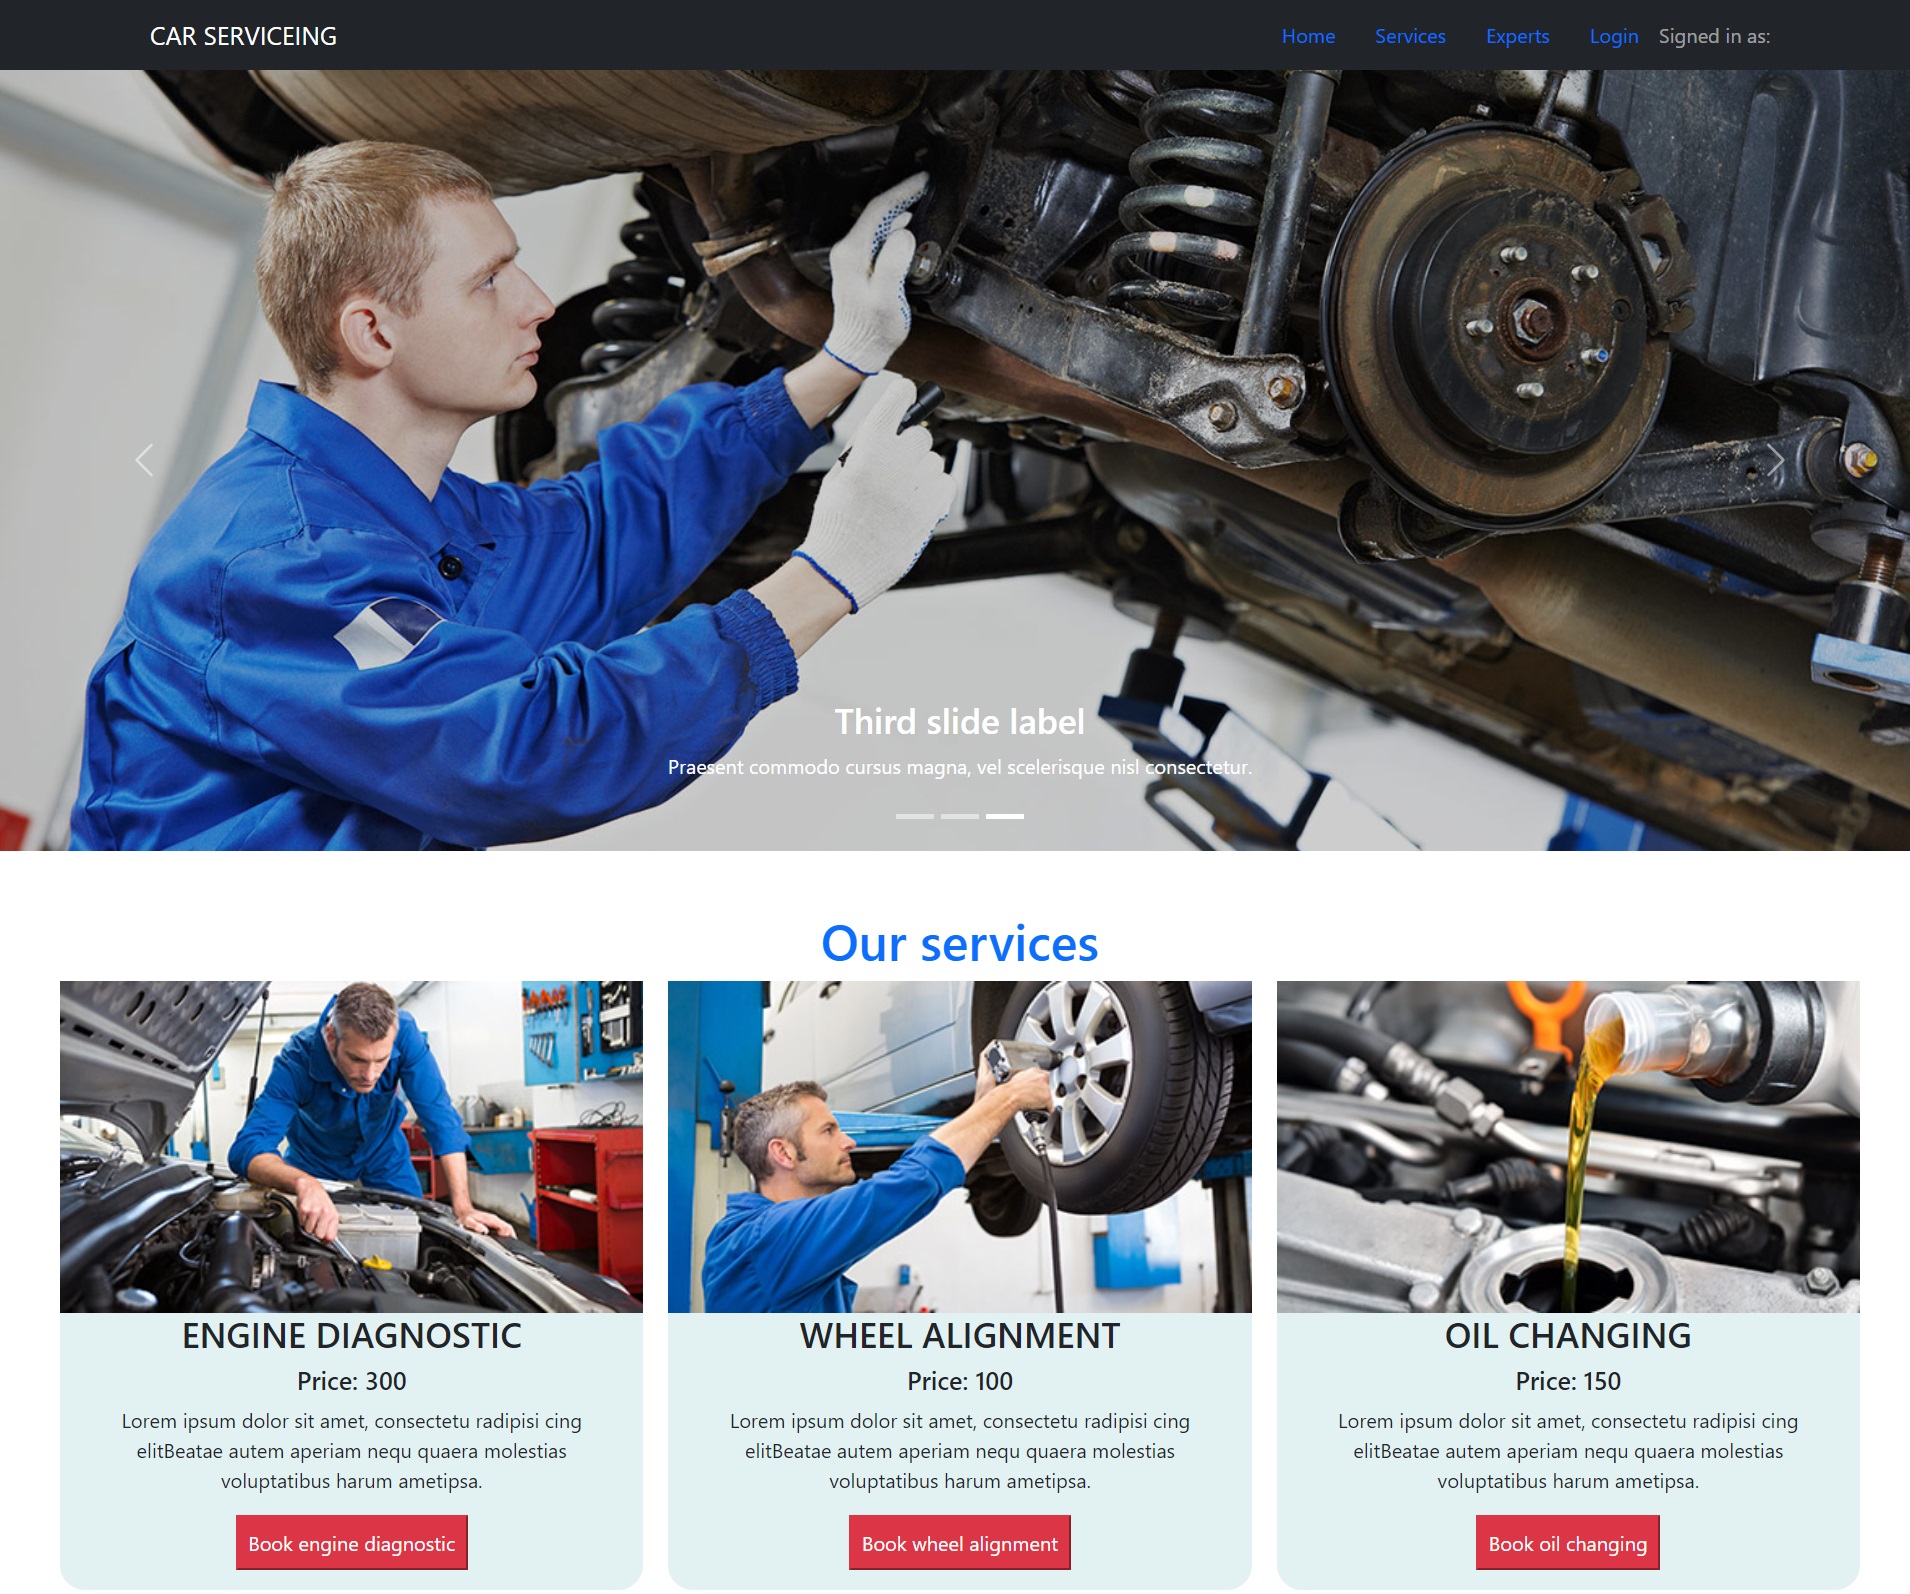 CAR SERVICEING
Home Services Experts Login Signed in as:
Third slide label
Praesent commodo cursus magna, vel scelerisque nisl consectetur.
Our services
ENGINE DIAGNOSTIC
Price: 300
Lorem ipsum dolor sit amet, consectetu radipisi cing
elitBeatae autem aperiam nequ quaera molestias
voluptatibus harum ametipsa.
Book engine diagnostic
WHEEL ALIGNMENT
Price: 100
Lorem ipsum dolor sit amet, consectetu radipisi cing
elitBeatae autem aperiam nequ quaera molestias
voluptatibus harum ametipsa.
Book wheel alignment
OIL CHANGING
Price: 150
Lorem ipsum dolor sit amet, consectetu radipisi cing
elitBeatae autem aperiam nequ quaera molestias
voluptatibus harum ametipsa.
Book oil changing